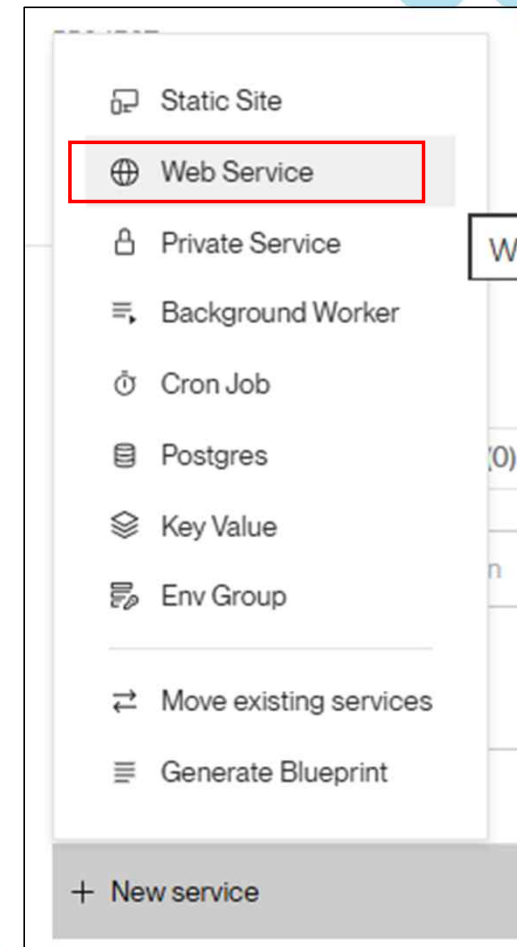 Static Site
Web Service
Private Service
W
Background Worker
Cron Job
Postgres
(0)
Key Value
n
Env Group
Move existing services
Generate Blueprint
+ New service